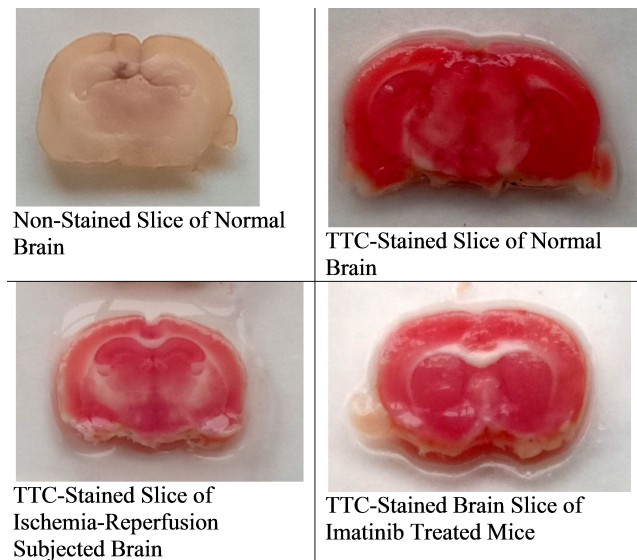 Non-Stained Slice of Normal
Brain
TTC-Stained Slice of Normal
Brain
TTC-Stained Slice of
Ischemia-Reperfusion
Subjected Brain
TTC-Stained Brain Slice of
Imatinib Treated Mice